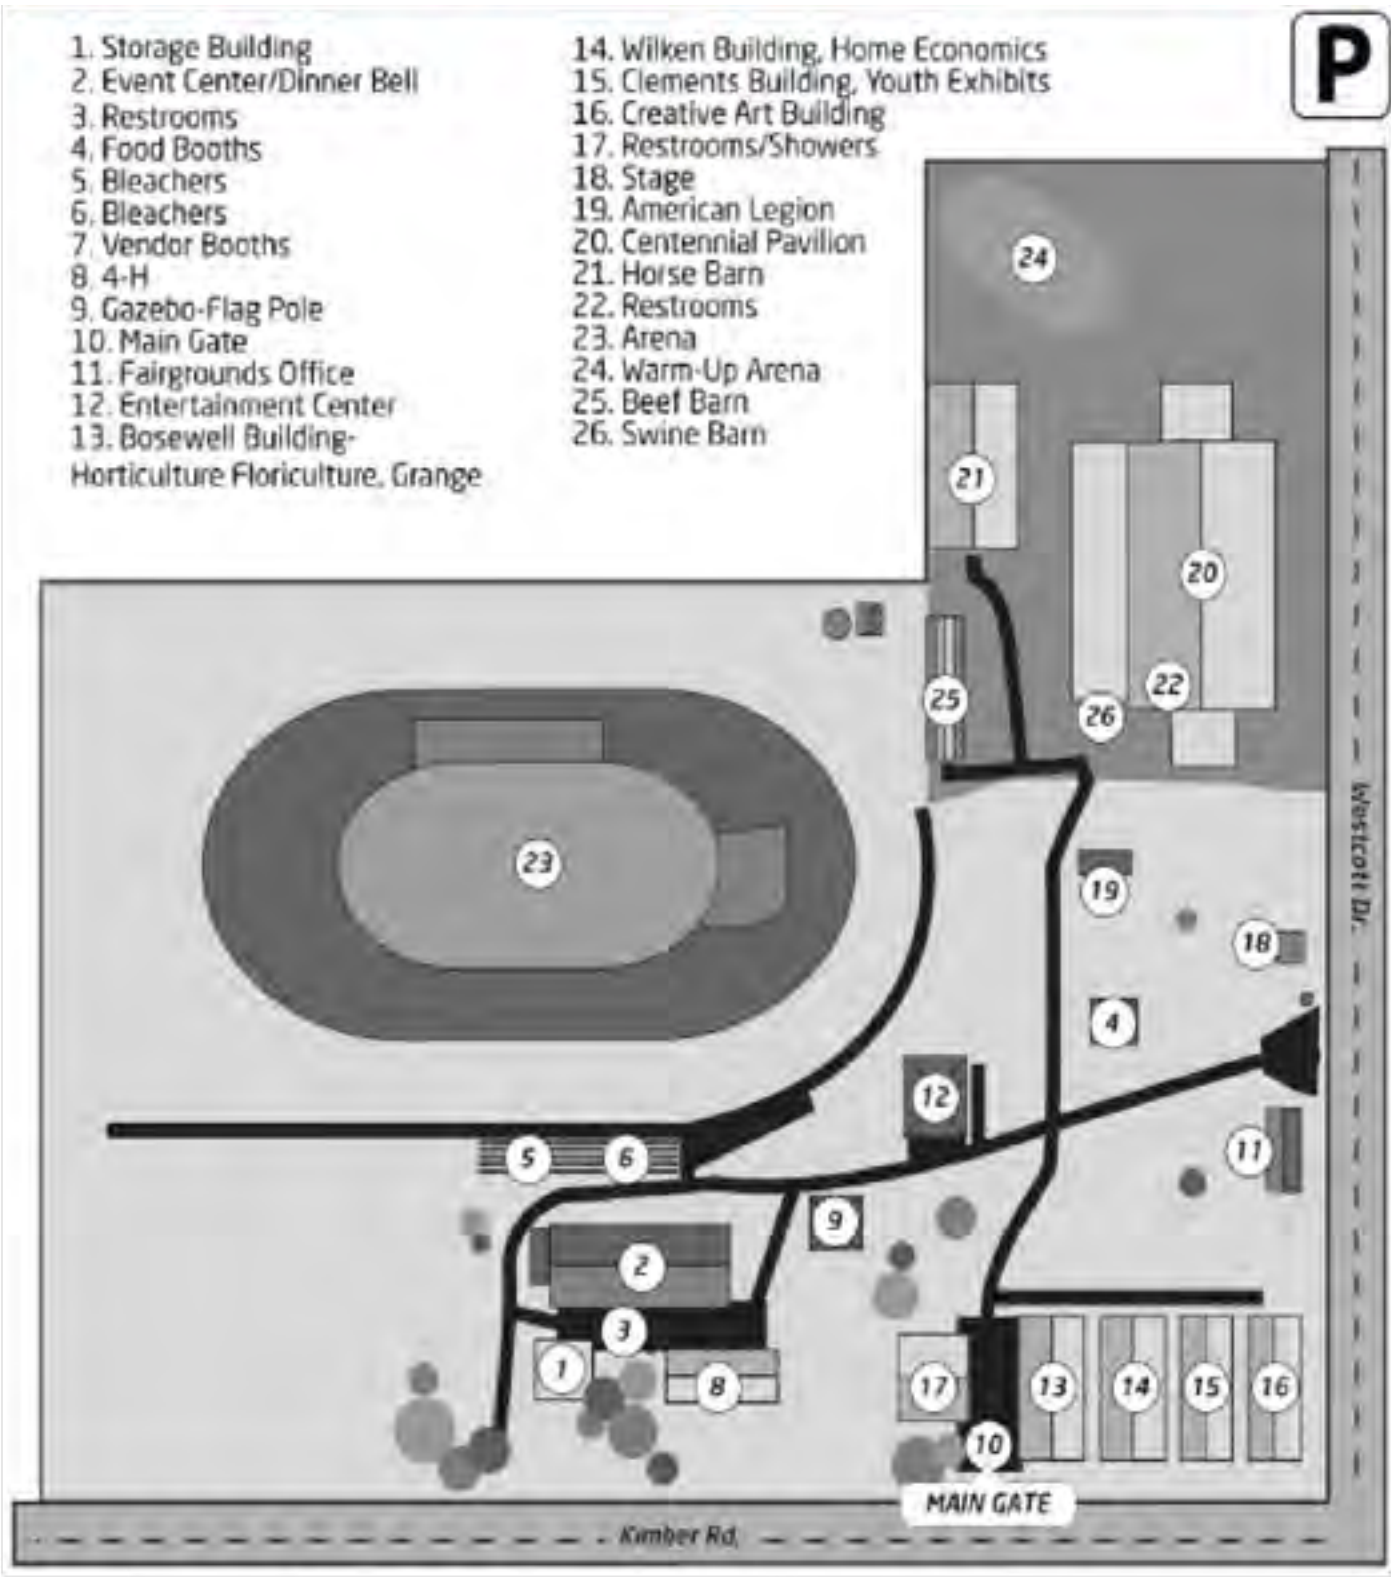 1. Storage Building
2. Event Center/Dinner Bell
3. Restrooms
4. Food Booths
5. Bleachers
6. Bleachers
7. Vendor Booths
8. 4-H
9. Gazebo-Flag Pole
10. Main Gate
11. Fairgrounds Office
12. Entertainment Center
13. Bosewell Building-
Horticulture Floriculture, Grange
14. Wilken Building, Home Economics
15. Clements Building, Youth Exhibits
16. Creative Art Building
17. Restrooms/Showers
18. Stage
19. American Legion
20. Centennial Pavilion
21. Horse Barn
22. Restrooms
23. Arena
24. Warm-Up Arena
25. Beef Barn
26. Swine Barn
P
24
21
20
25
22
26
23
19
18
4
12
5
6
11
9
2
3
1
8
17
13
14
15
16
10
MAIN GATE
Kimber Rd.
Westcott Dr.